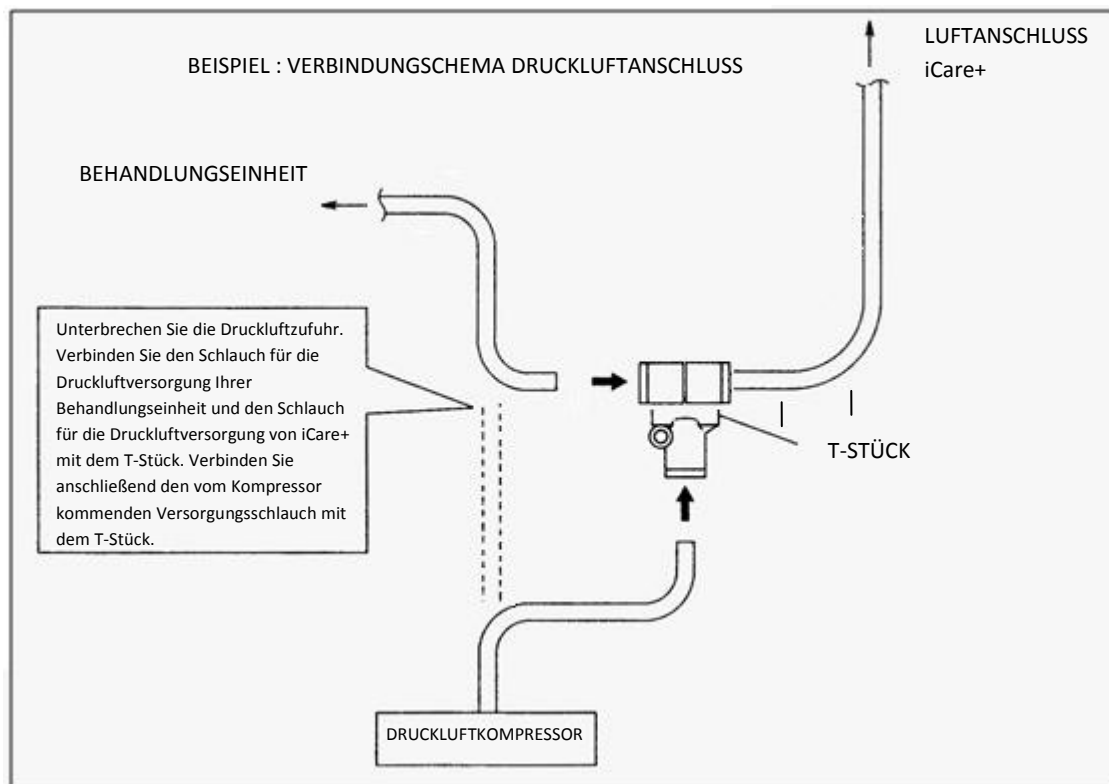 BEISPIEL : VERBINDUNGSCHEMA DRUCKLUFTANSCHLUSS
LUFTANSCHLUSS
iCare+
BEHANDLUNGSEINHEIT
Unterbrechen Sie die Druckluftzufuhr.
Verbinden Sie den Schlauch für die
Druckluftversorgung Ihrer
Behandlungseinheit und den Schlauch
für die Druckluftversorgung von iCare+
mit dem T-Stück. Verbinden Sie
anschließend den vom Kompressor
kommenden Versorgungsschlauch mit
dem T-Stück.
T-STÜCK
DRUCKLUFTKOMPRESSOR